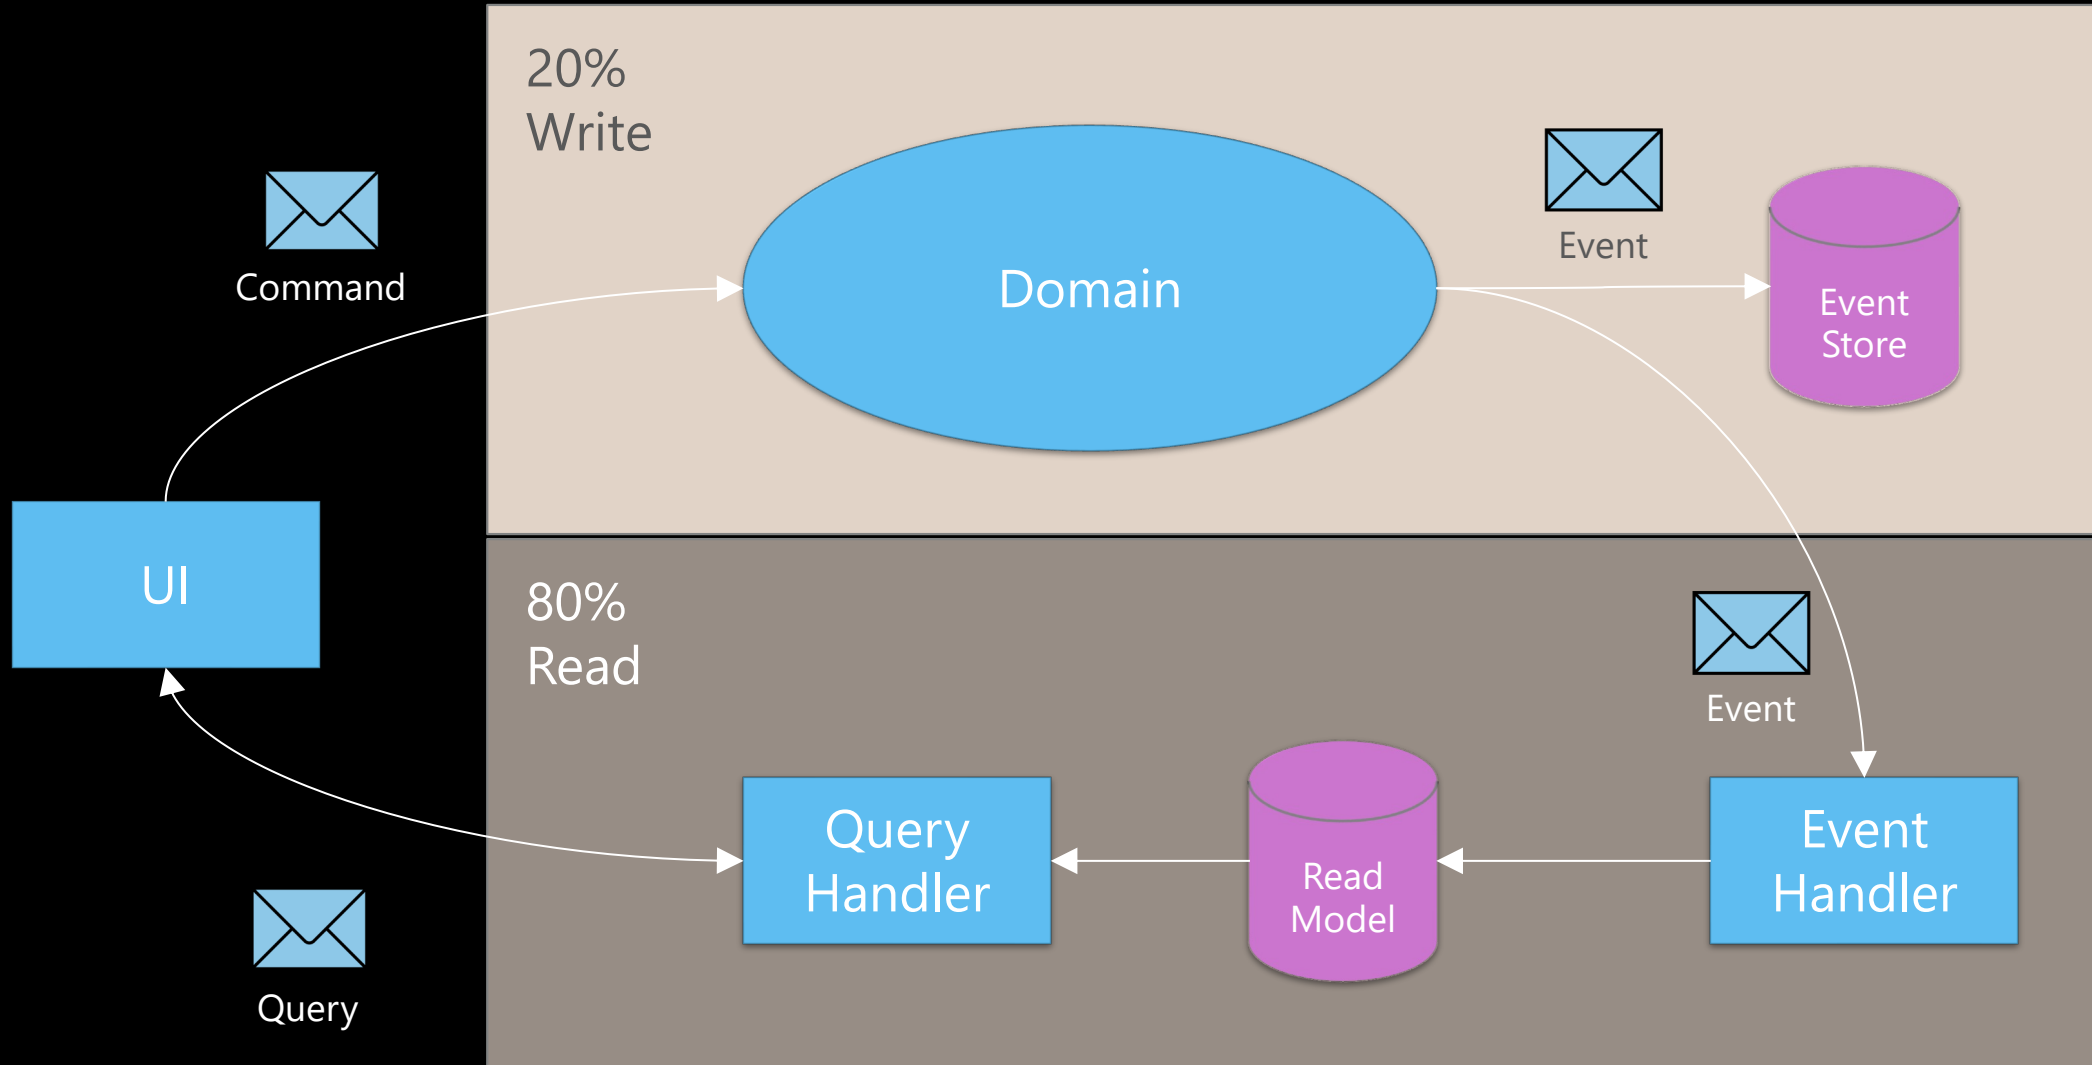 20%
Write
Command
Domain
Event
Event
Store
UI
80%
Read
Event
Query
Handler
Read
Model
Event
Handler
Query